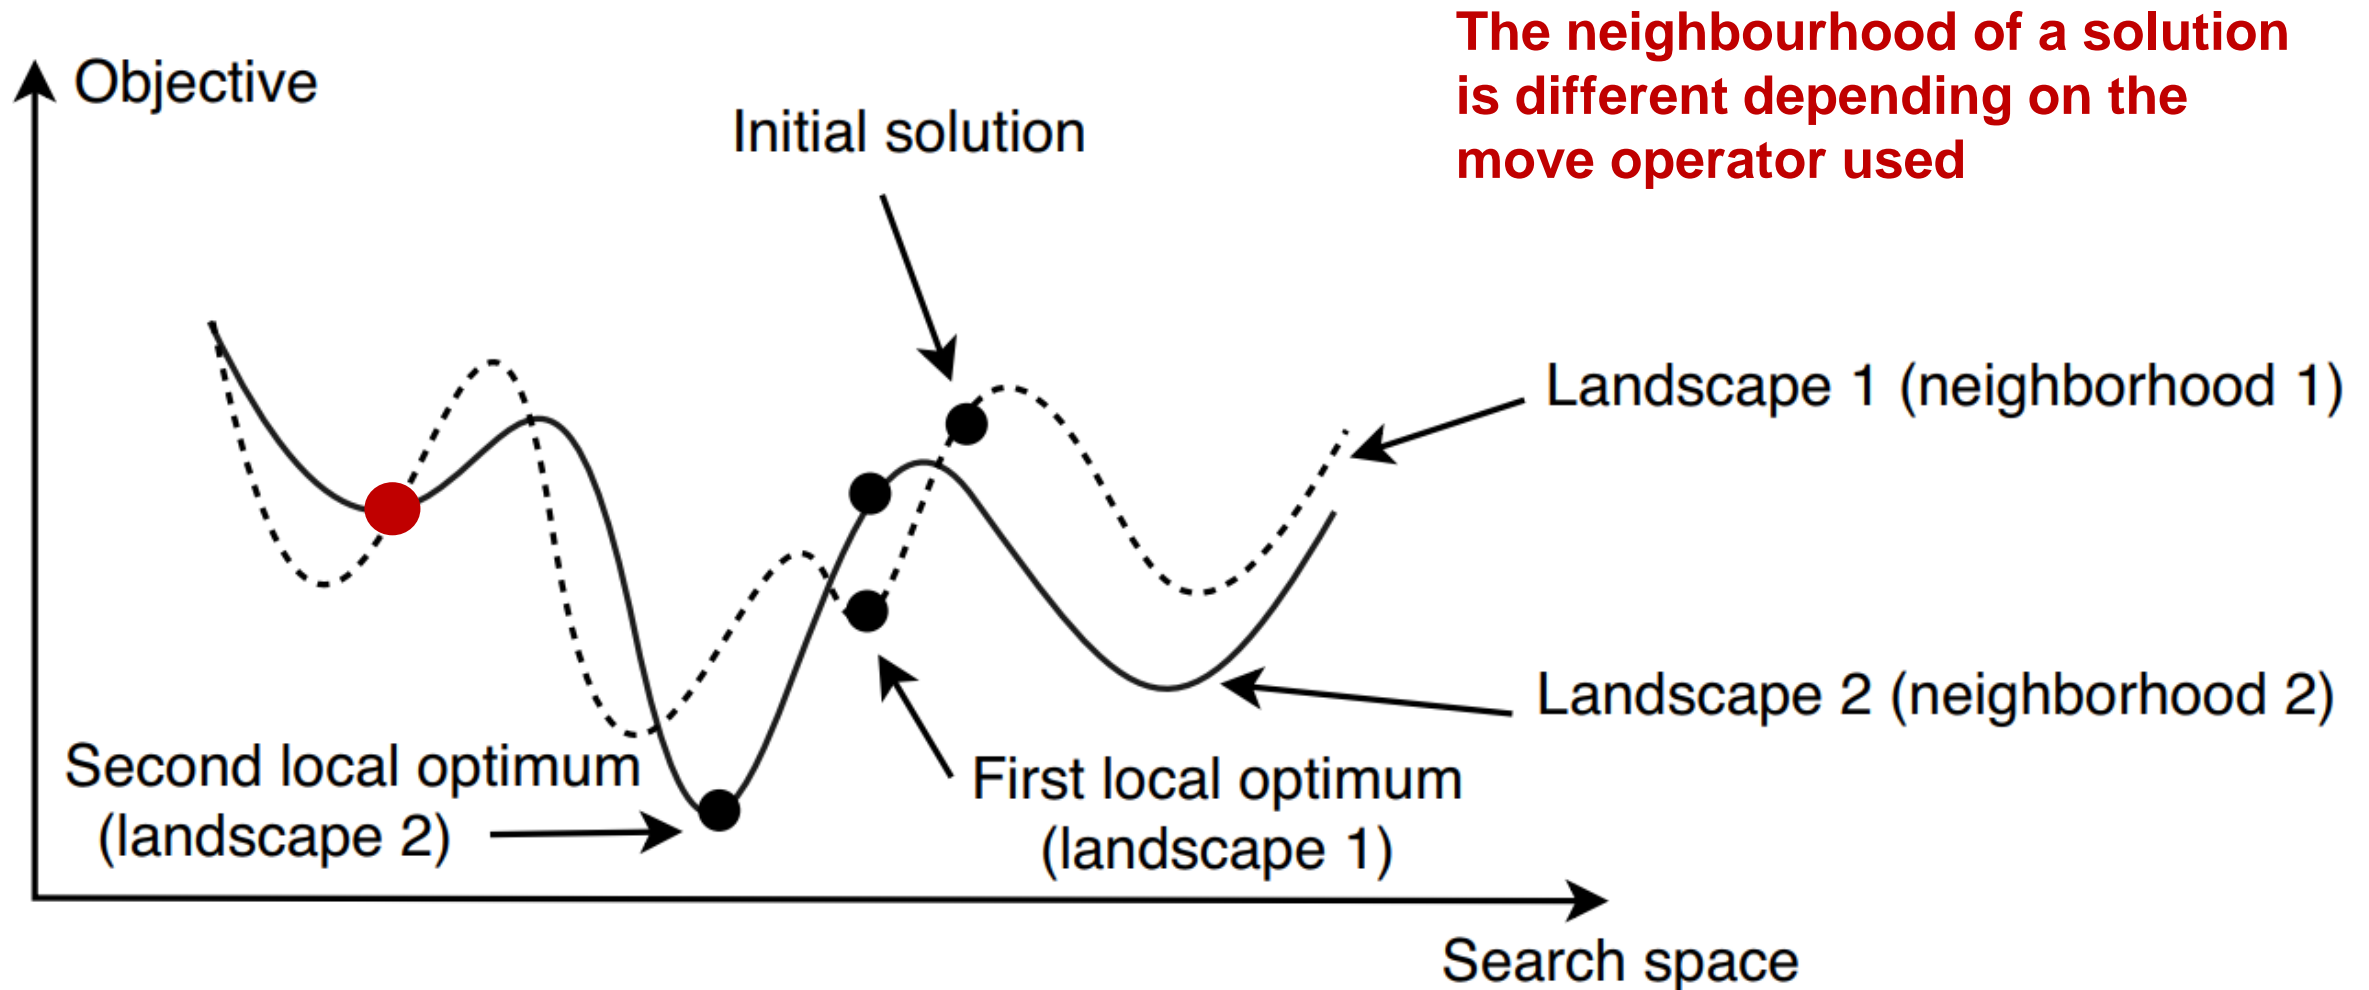 The neighbourhood of a solution
is different depending on the
move operator used
Objective
Initial solution
Landscape 1 (neighborhood 1)
Landscape 2 (neighborhood 2)
Second local optimum
(landscape 2)
First local optimum
(landscape 1)
Search space